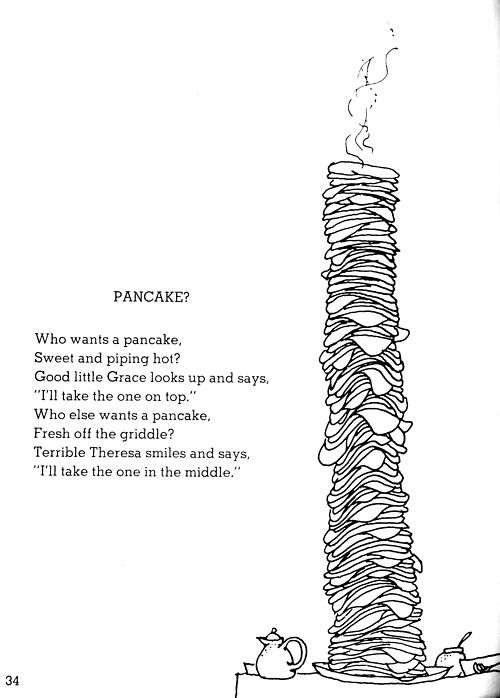 PANCAKE?
Who wants a pancake,
Sweet and piping hot?
Good little Grace looks up and says,
"I'll take the one on top."
Who else wants a pancake,
Fresh off the griddle?
Terrible Theresa smiles and says,
"I'll take the one in the middle."
34